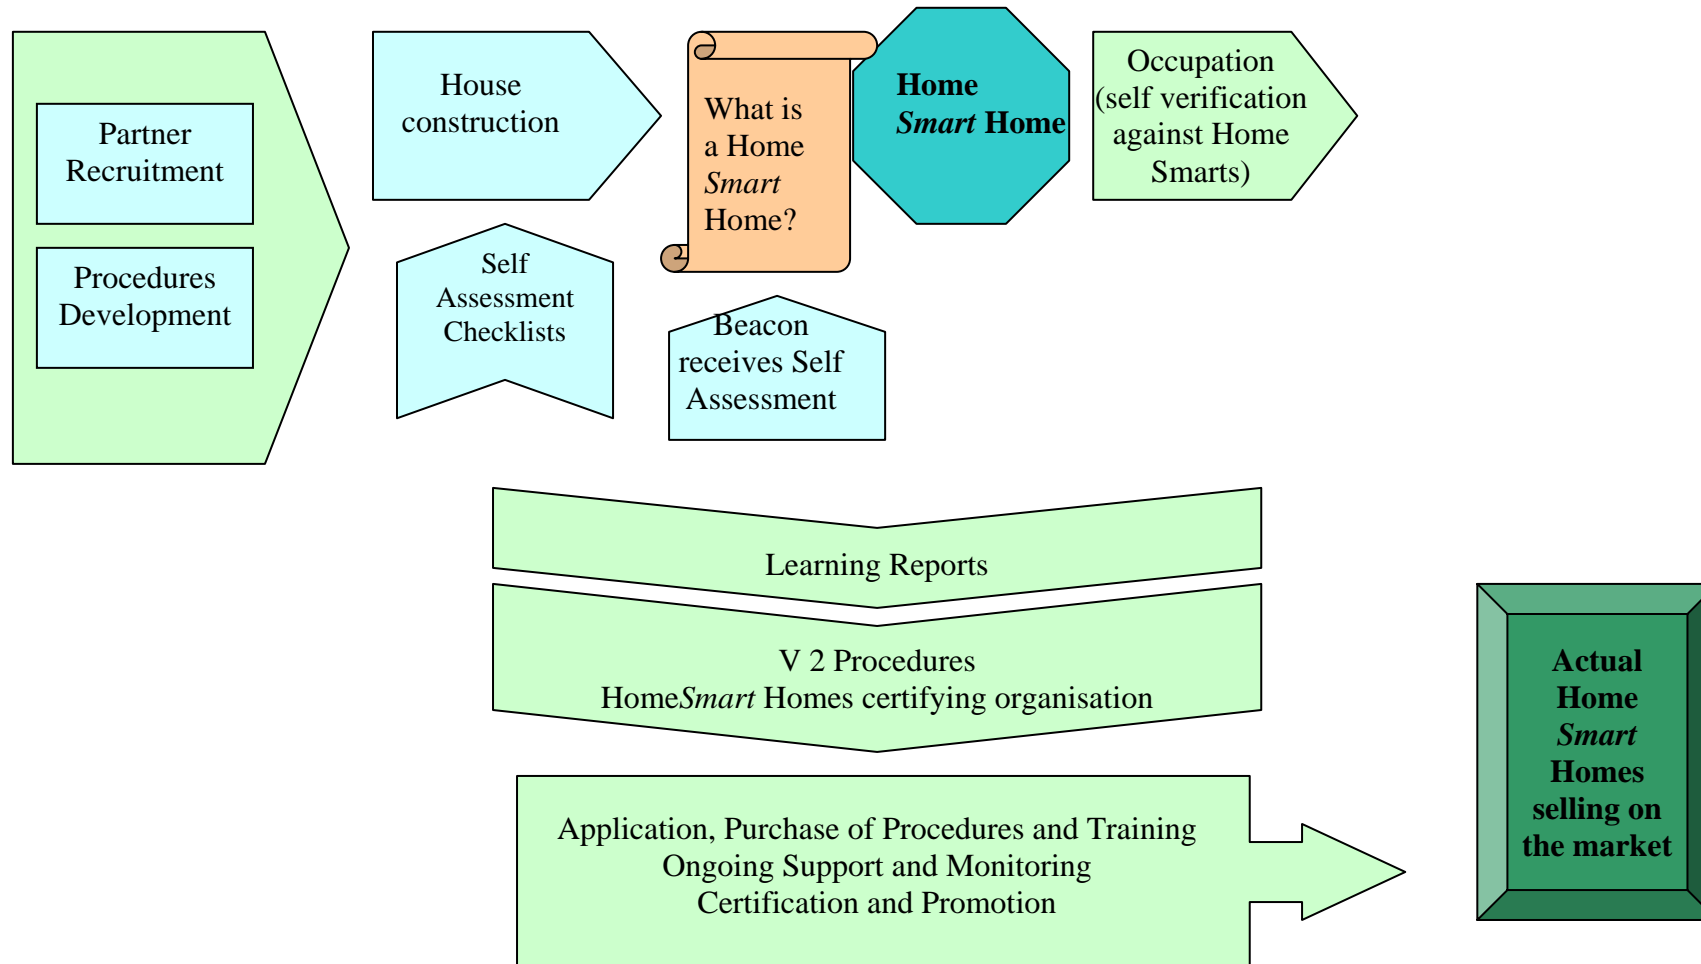 Partner
Recruitment
Procedures
Development
House
construction
Self
Assessment
Checklists
What is
a Home
Smart
Home?
Beacon
receives Self
Assessment
Home
Smart Home
Occupation
(self verification
against Home
Smarts)
Learning Reports
V 2 Procedures
HomeSmart Homes certifying organisation
Application, Purchase of Procedures and Training
Ongoing Support and Monitoring
Certification and Promotion
Actual
Home
Smart
Homes
selling on
the market